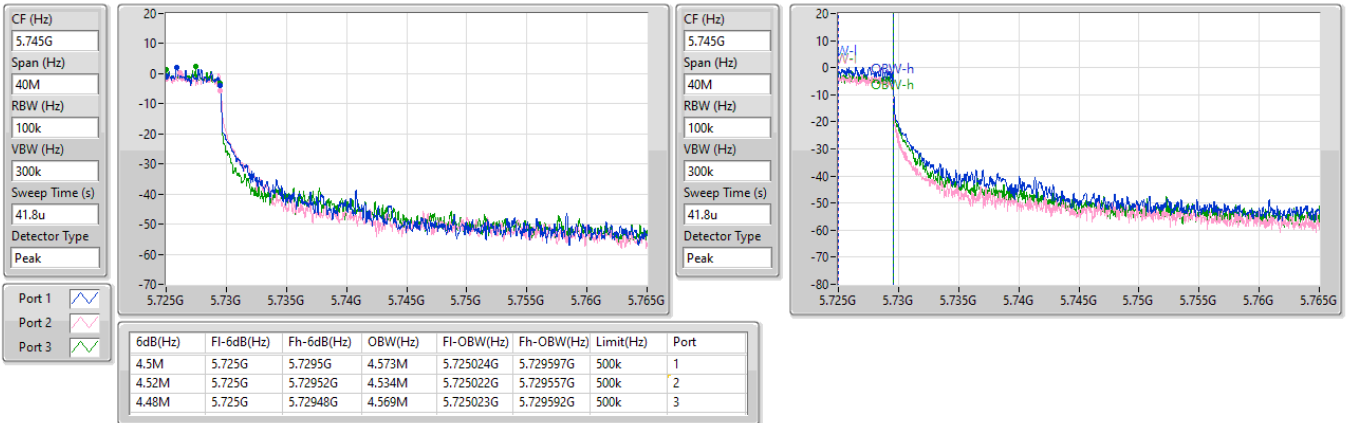 CF (Hz)
5.745G
Span (Hz)
40M
RBW (Hz)
100k
VBW (Hz)
300k
Sweep Time (s)
41.8u
Detector Type
Peak
Port 1
Port 2
Port 3
20
10
0
-10
-20
-30
-40
-50
-60
-70
5.725G 5.73G 5.735G 5.74G 5.745G 5.75G 5.755G 5.76G 5.765G
CF (Hz)
5.745G
Span (Hz)
40M
RBW (Hz)
100k
VBW (Hz)
300k
Sweep Time (s)
41.8u
Detector Type
Peak
20
10
0
-10
-20
-30
-40
-50
-60
-70
-80
W-l
W-l
OBW-h
OBW-h
5.725G 5.73G 5.735G 5.74G 5.745G 5.75G 5.755G 5.76G 5.765G
6dB(Hz) Fl-6dB(Hz) Fh-6dB(Hz) OBW(Hz) Fl-OBW(Hz) Fh-OBW(Hz) Limit(Hz) Port
4.5M 5.725G 5.7295G 4.573M 5.725024G 5.729597G 500k 1
4.52M 5.725G 5.72952G 4.534M 5.725022G 5.729557G 500k 2
4.48M 5.725G 5.72948G 4.569M 5.725023G 5.729592G 500k 3